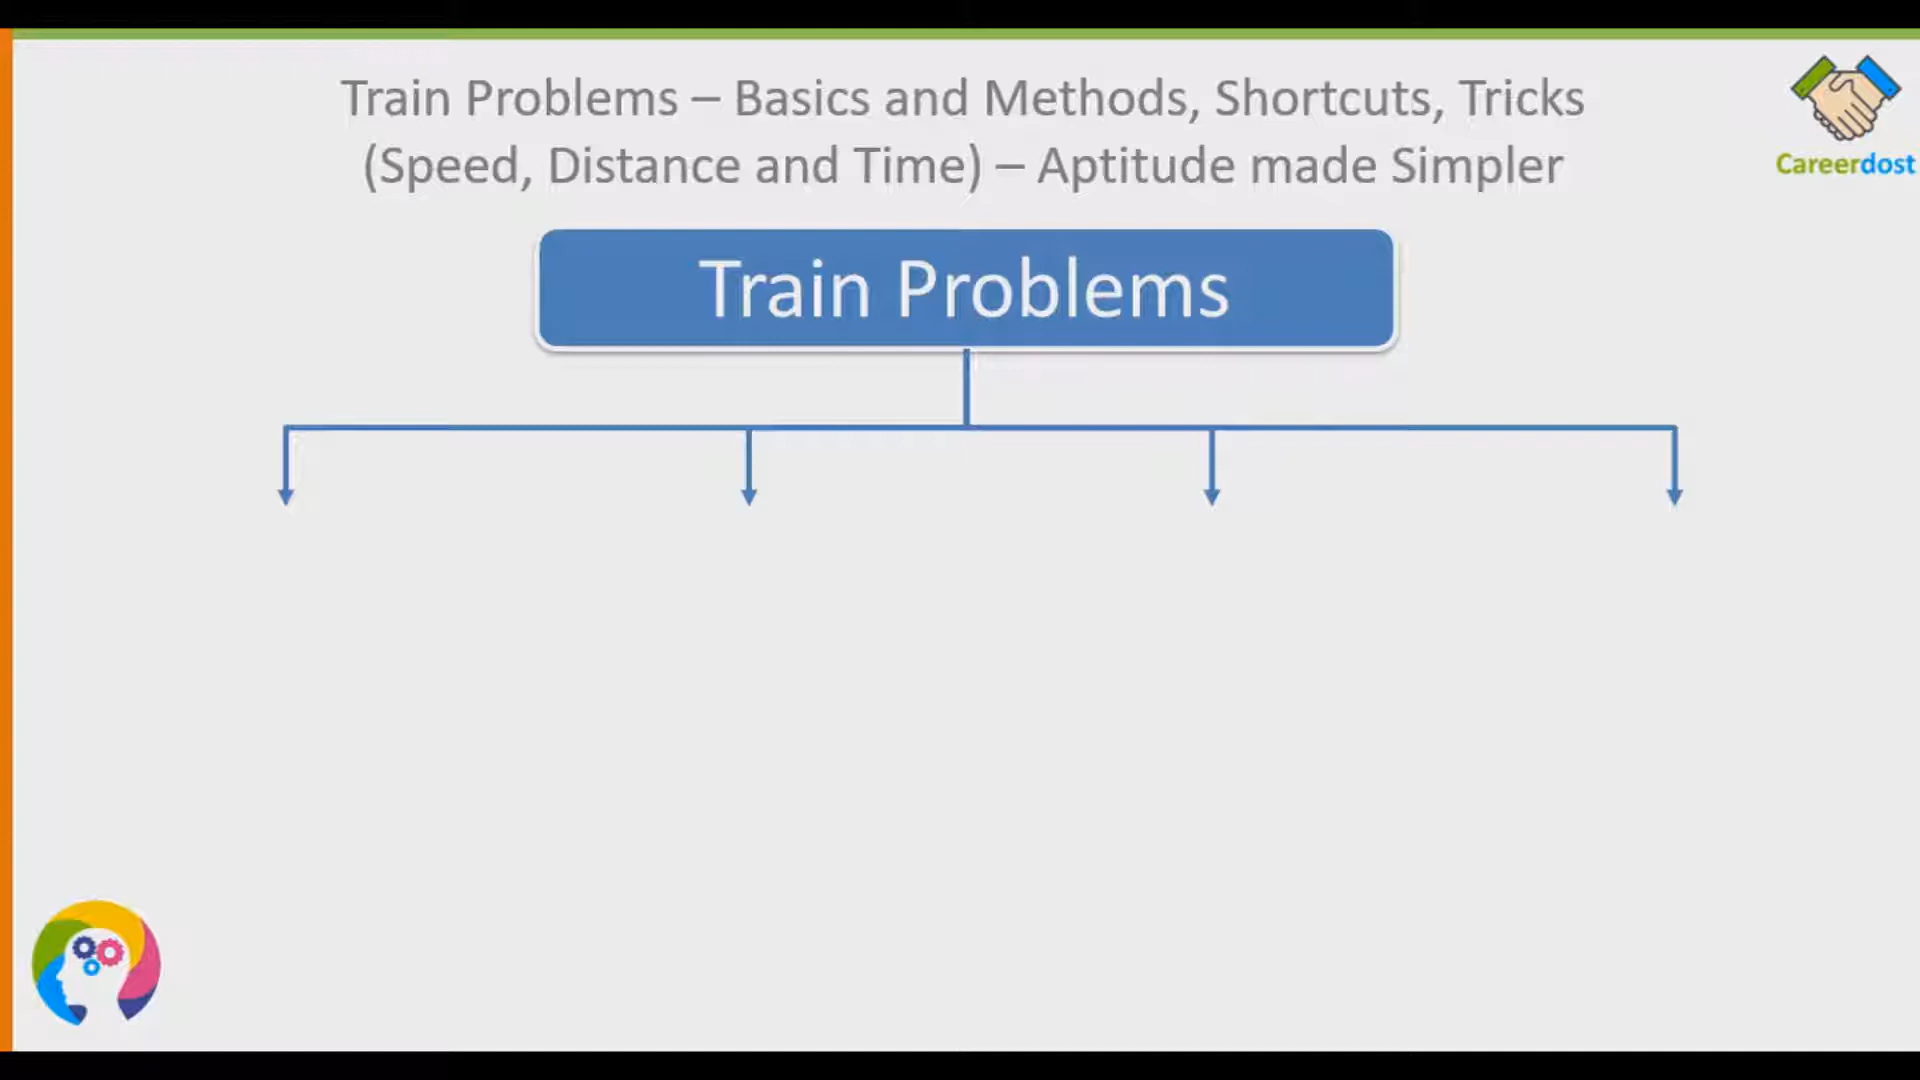 Train Problems – Basics and Methods, Shortcuts, Tricks
(Speed, Distance and Time) – Aptitude made Simpler
Careerdost
Train Problems